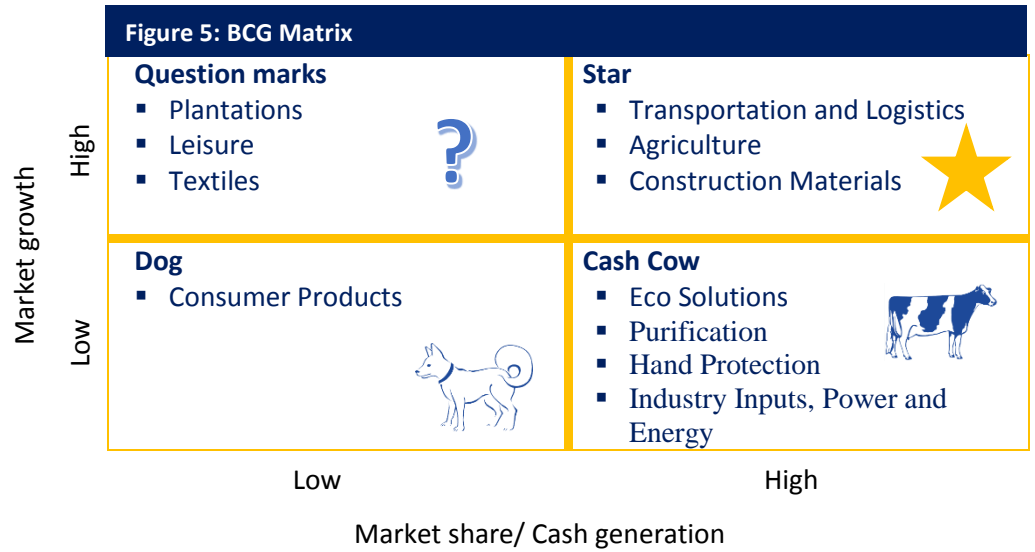 Figure 5: BCG Matrix
Question marks
▪ Plantations
▪ Leisure
▪ Textiles
?
Star
▪ Transportation and Logistics
▪ Agriculture
▪ Construction Materials
Dog
▪ Consumer Products
Cash Cow
▪ Eco Solutions
▪ Purification
▪ Hand Protection
▪ Industry Inputs, Power and
Energy
Market growth
High
Low
Low
High
Market share/ Cash generation